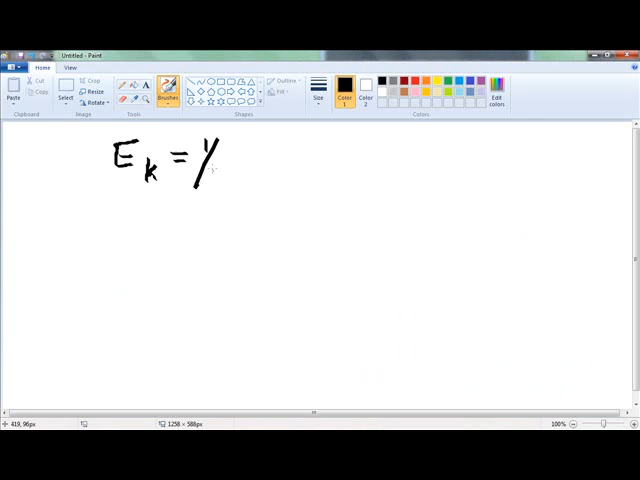 Untitled - Paint
Home View
Paste
Cut
Copy
Clipboard
Select
Crop
Resize
Rotate
Image
A
Tools
Brushes
Shapes
Outline
Fill
Size
Color 1
Color 2
Edit colors
Colors
E k = 1/
419, 96px
1258 × 588px
100%